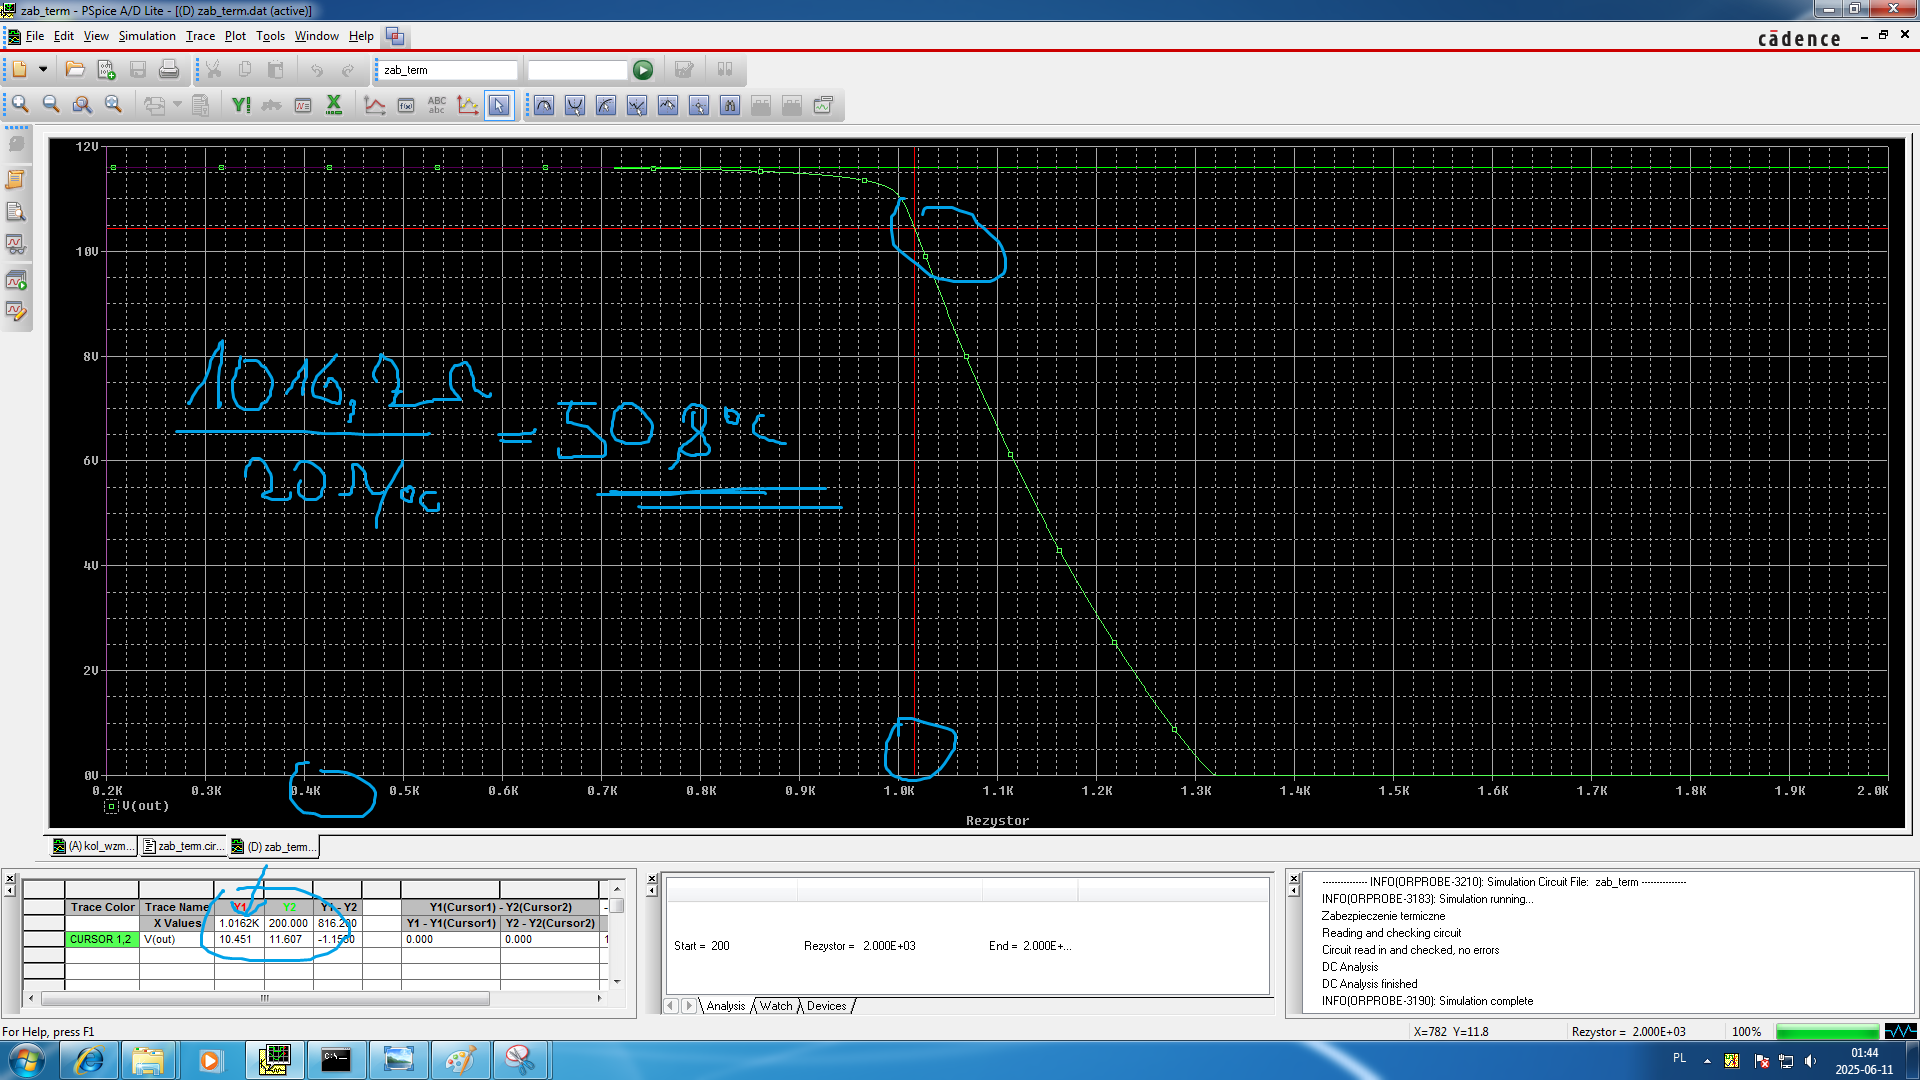 zab_term - PSpice A/D Lite - [(D) zab_term.dat (active)]
File Edit View Simulation Trace Plot Tools Window Help
cādence
zab_term
12V
10V
8V
6V
4V
2V
0V
0.2K 0.3K 0.4K 0.5K 0.6K 0.7K 0.8K 0.9K 1.0K 1.1K 1.2K 1.3K 1.4K 1.5K 1.6K 1.7K 1.8K 1.9K 2.0K
V(out)
Rezystor
1016,2 Ω
20 Ω/°C
= 50,8 °C
(A) kol_wzm... zab_term.cir... (D) zab_term...
Trace Color Trace Name Y1 Y2 Y1 - Y2 Y1(Cursor1) - Y2(Cursor2)
X Values 1.0162K 200.000 816.200 Y1 - Y1(Cursor1) Y2 - Y2(Cursor2)
CURSOR 1,2 V(out) 10.451 11.607 -1.1560 0.000 0.000
Start = 200 Rezystor = 2.000E+03 End = 2.000E+...
Analysis Watch Devices
-------------- INFO(ORPROBE-3210): Simulation Circuit File: zab_term --------------
INFO(ORPROBE-3183): Simulation running...
Zabezpieczenie termiczne
Reading and checking circuit
Circuit read in and checked, no errors
DC Analysis
DC Analysis finished
INFO(ORPROBE-3190): Simulation complete
For Help, press F1
X=782 Y=11.8 Rezystor = 2.000E+03 100%
PL
01:44
2025-06-11